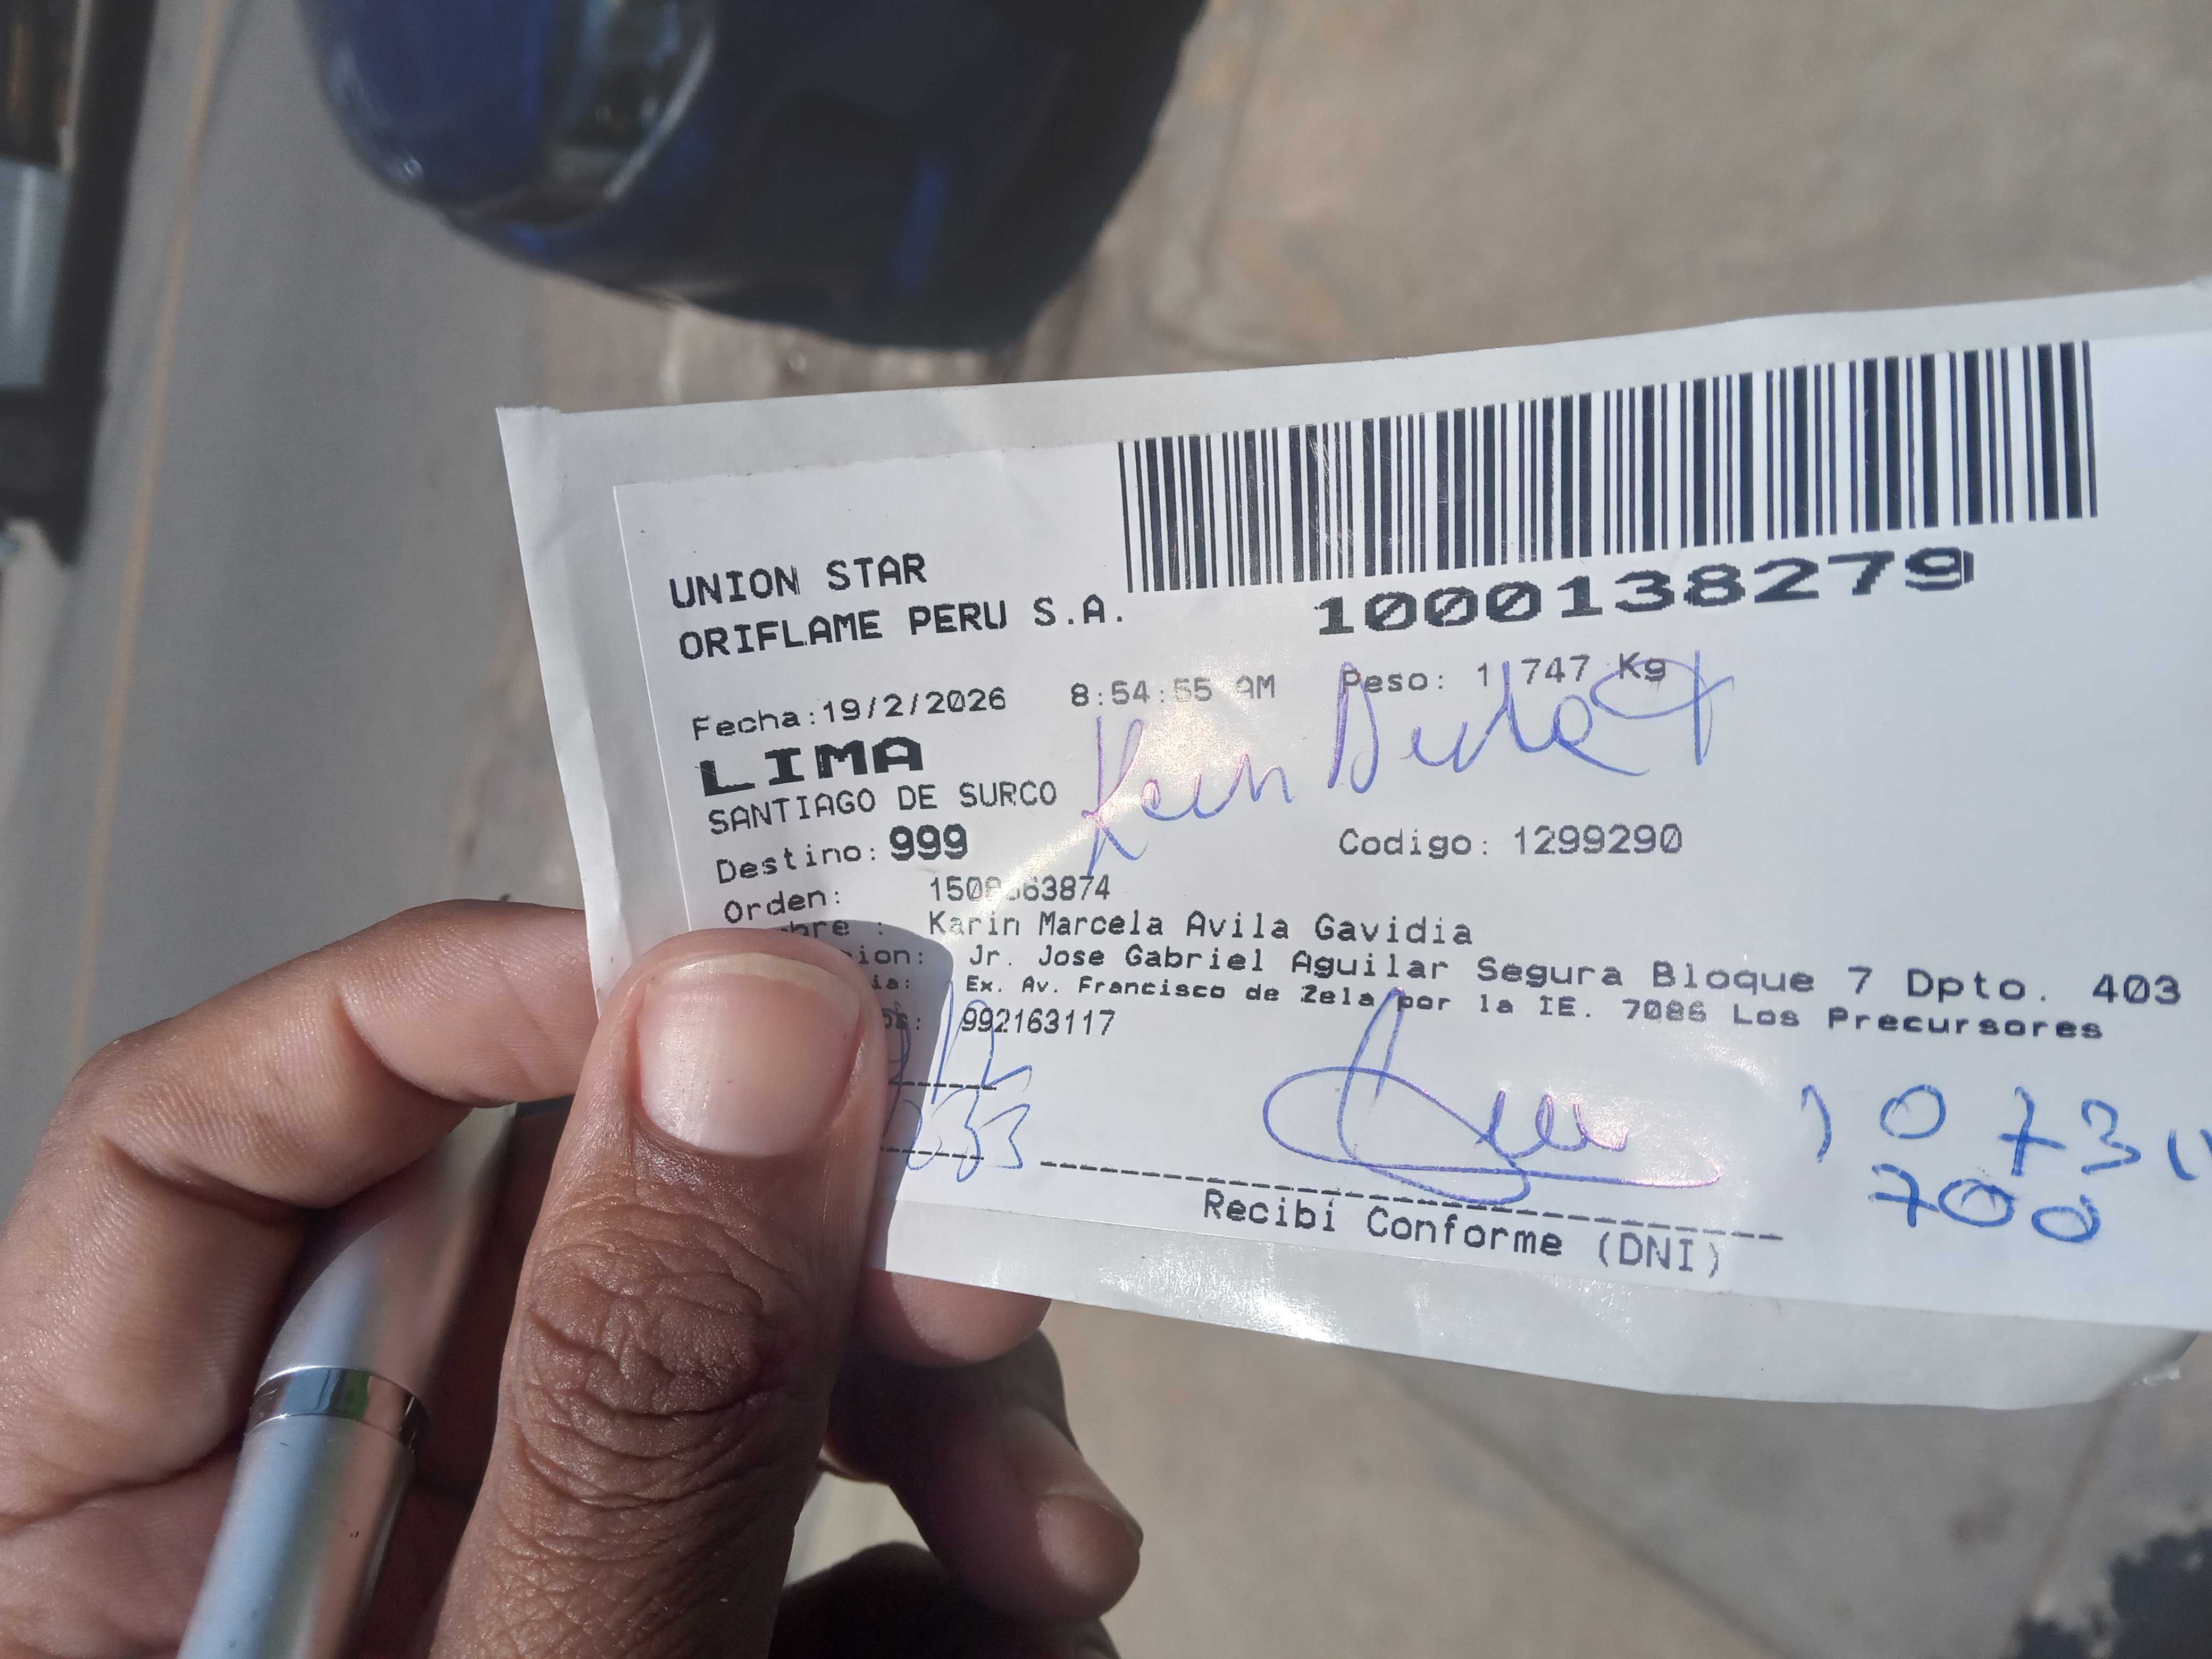 UNION STAR
ORIFLAME PERU S.A.
1000138279
Fecha:19/2/2026 8:54:55 AM Peso: 1,747 Kg
LIMA
SANTIAGO DE SURCO
Destino: 999 Codigo: 1299290
Orden:
Karin Marcela Avila Gavidia
Jr. Jose Gabriel Aguilar Segura Bloque 7 Dpto. 403
Ex. Av. Francisco de Zela por la IE. 7086 Los Precursores
992163117
700
Recibi Conforme (DNI)